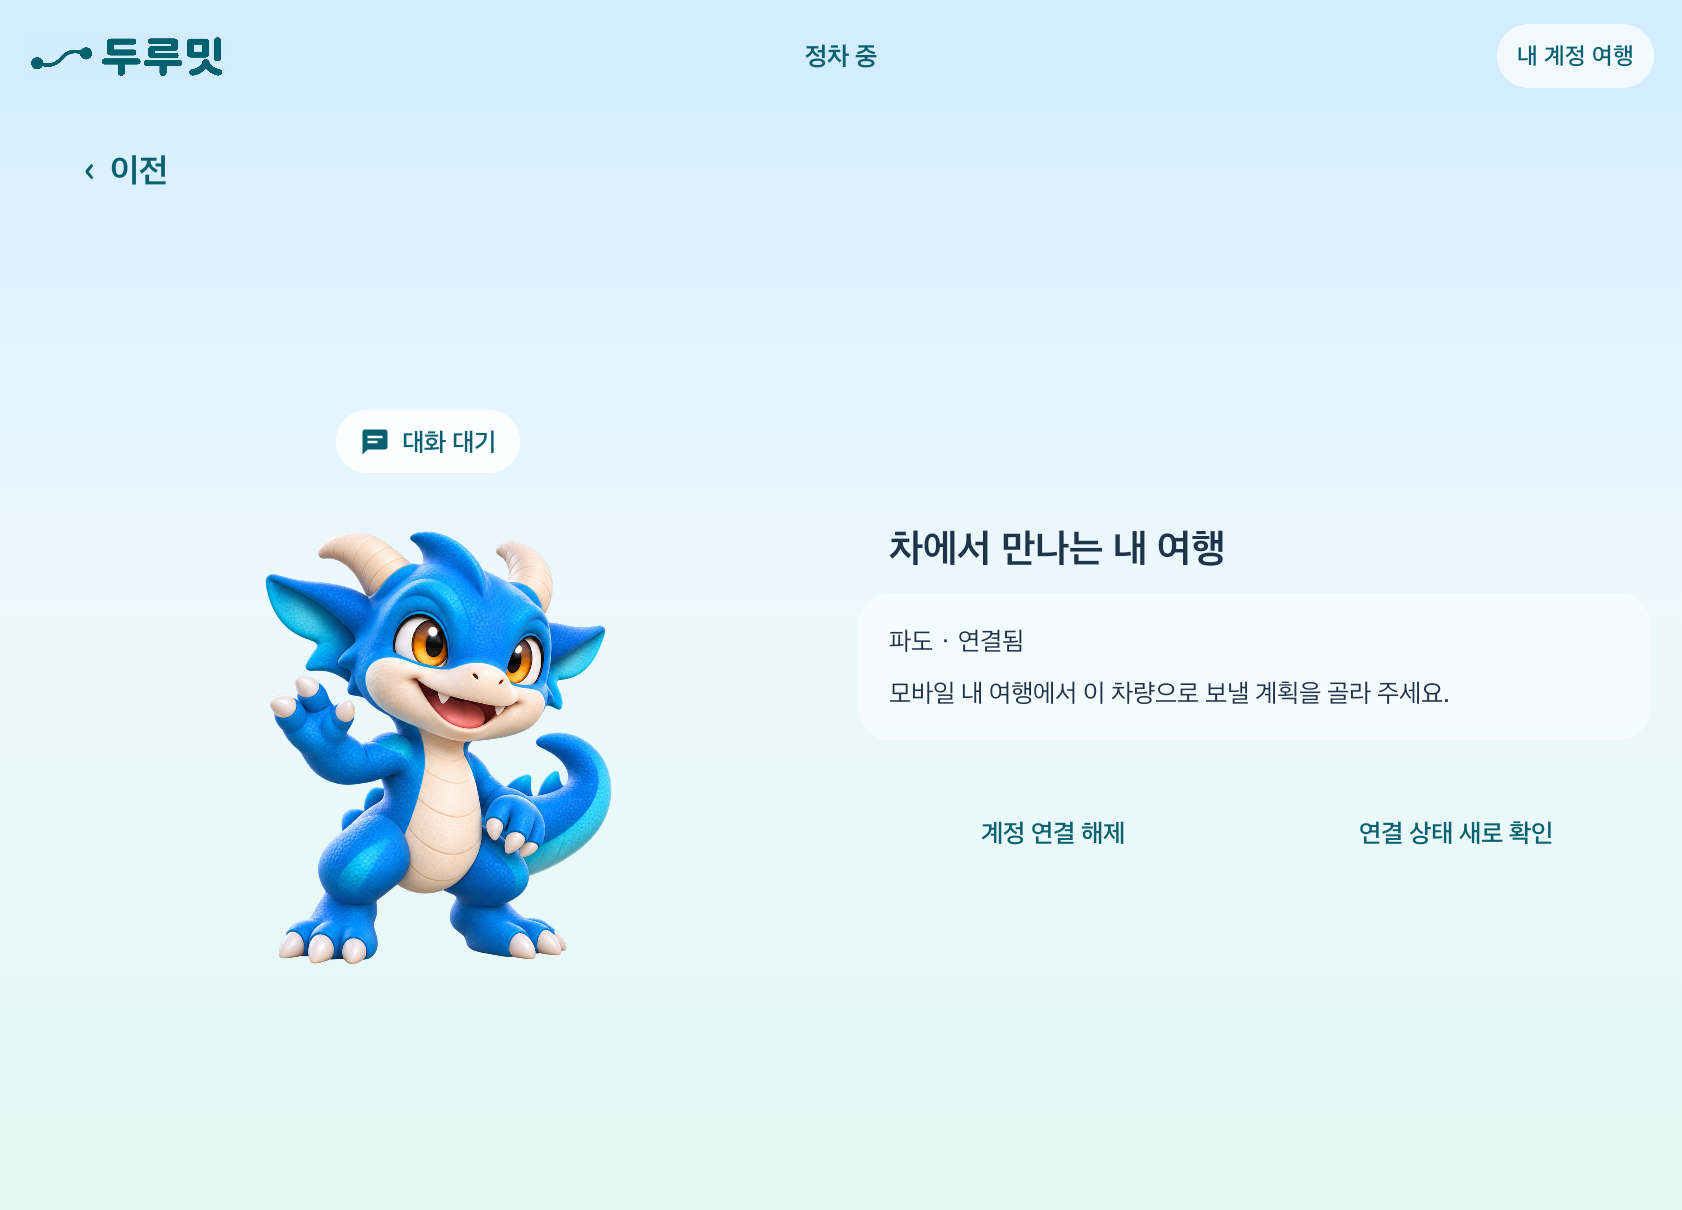 두루밋
정차 중
내 계정 여행
‹ 이전
대화 대기
차에서 만나는 내 여행
파도 · 연결됨
모바일 내 여행에서 이 차량으로 보낼 계획을 골라 주세요.
계정 연결 해제
연결 상태 새로 확인